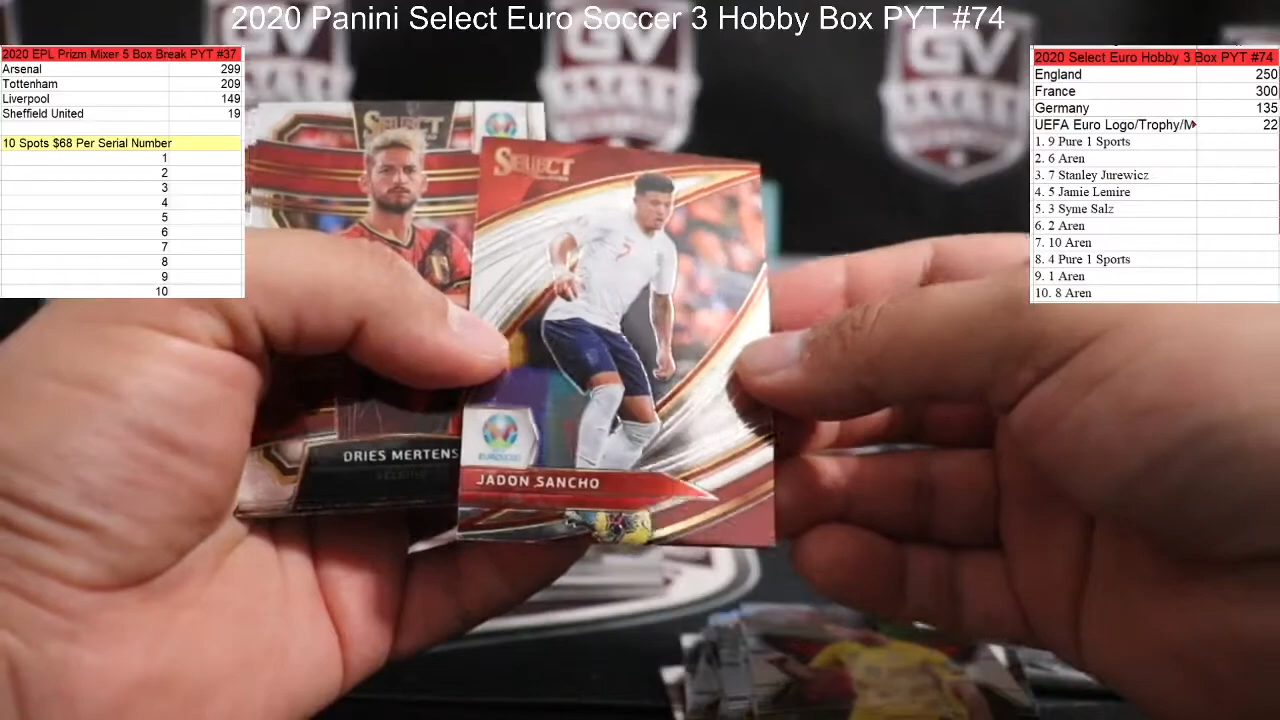 2020 Panini Select Euro Soccer 3 Hobby Box PYT #74
2020 EPL Prizm Mixer 5 Box Break PYT #37
Arsenal 299
Tottenham 209
Liverpool 149
Sheffield United 19
10 Spots $68 Per Serial Number
1
2
3
4
5
6
7
8
9
10
2020 Select Euro Hobby 3 Box PYT #74
England 250
France 300
Germany 135
UEFA Euro Logo/Trophy/M 22
1. 9 Pure 1 Sports
2. 6 Aren
3. 7 Stanley Jurewicz
4. 5 Jamie Lemire
5. 3 Syme Salz
6. 2 Aren
7. 10 Aren
8. 4 Pure 1 Sports
9. 1 Aren
10. 8 Aren
GV
GV
SELECT
DRIES MERTENS
SELECT
7
EURO2020
JADON SANCHO